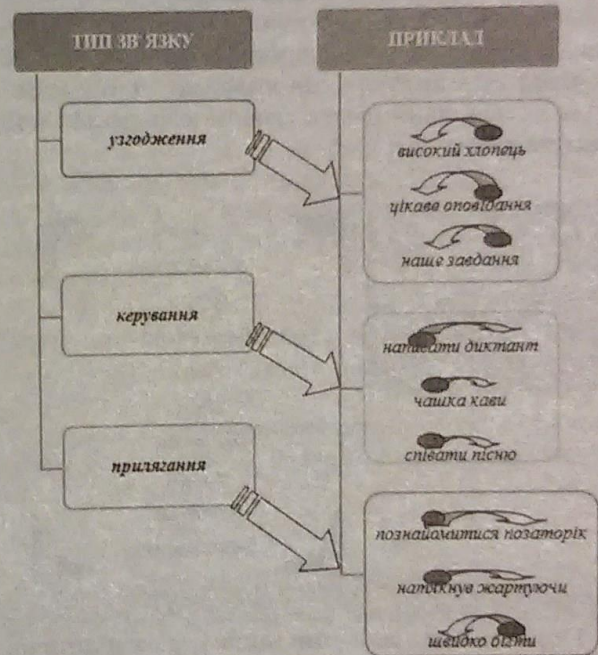 ТИП ЗВ'ЯЗКУ
ПРИКЛАД
узгодження
високий хлопець
цікаве оповідання
наше завдання
керування
написати диктант
чашка кави
співати пісню
прилягання
познайомитися позаторік
натякнув жартуючи
швидко бігти